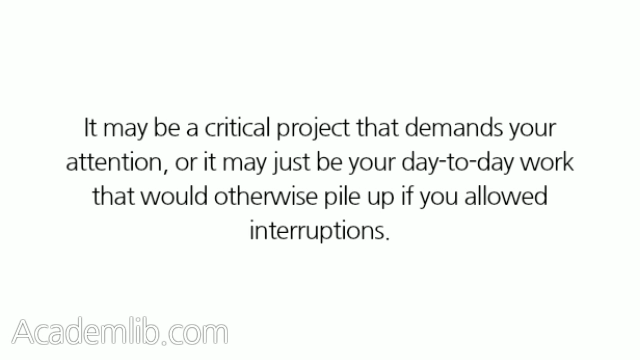 It may be a critical project that demands your
attention, or it may just be your day-to-day work
that would otherwise pile up if you allowed
interruptions.
Academlib.com